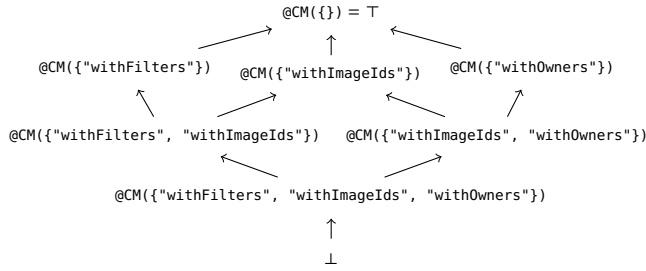 @CM({}) = ⊤
@CM({"withFilters"}) @CM({"withImageIds"}) @CM({"withOwners"})
@CM({"withFilters", "withImageIds"}) @CM({"withImageIds", "withOwners"})
@CM({"withFilters", "withImageIds", "withOwners"})
⊥